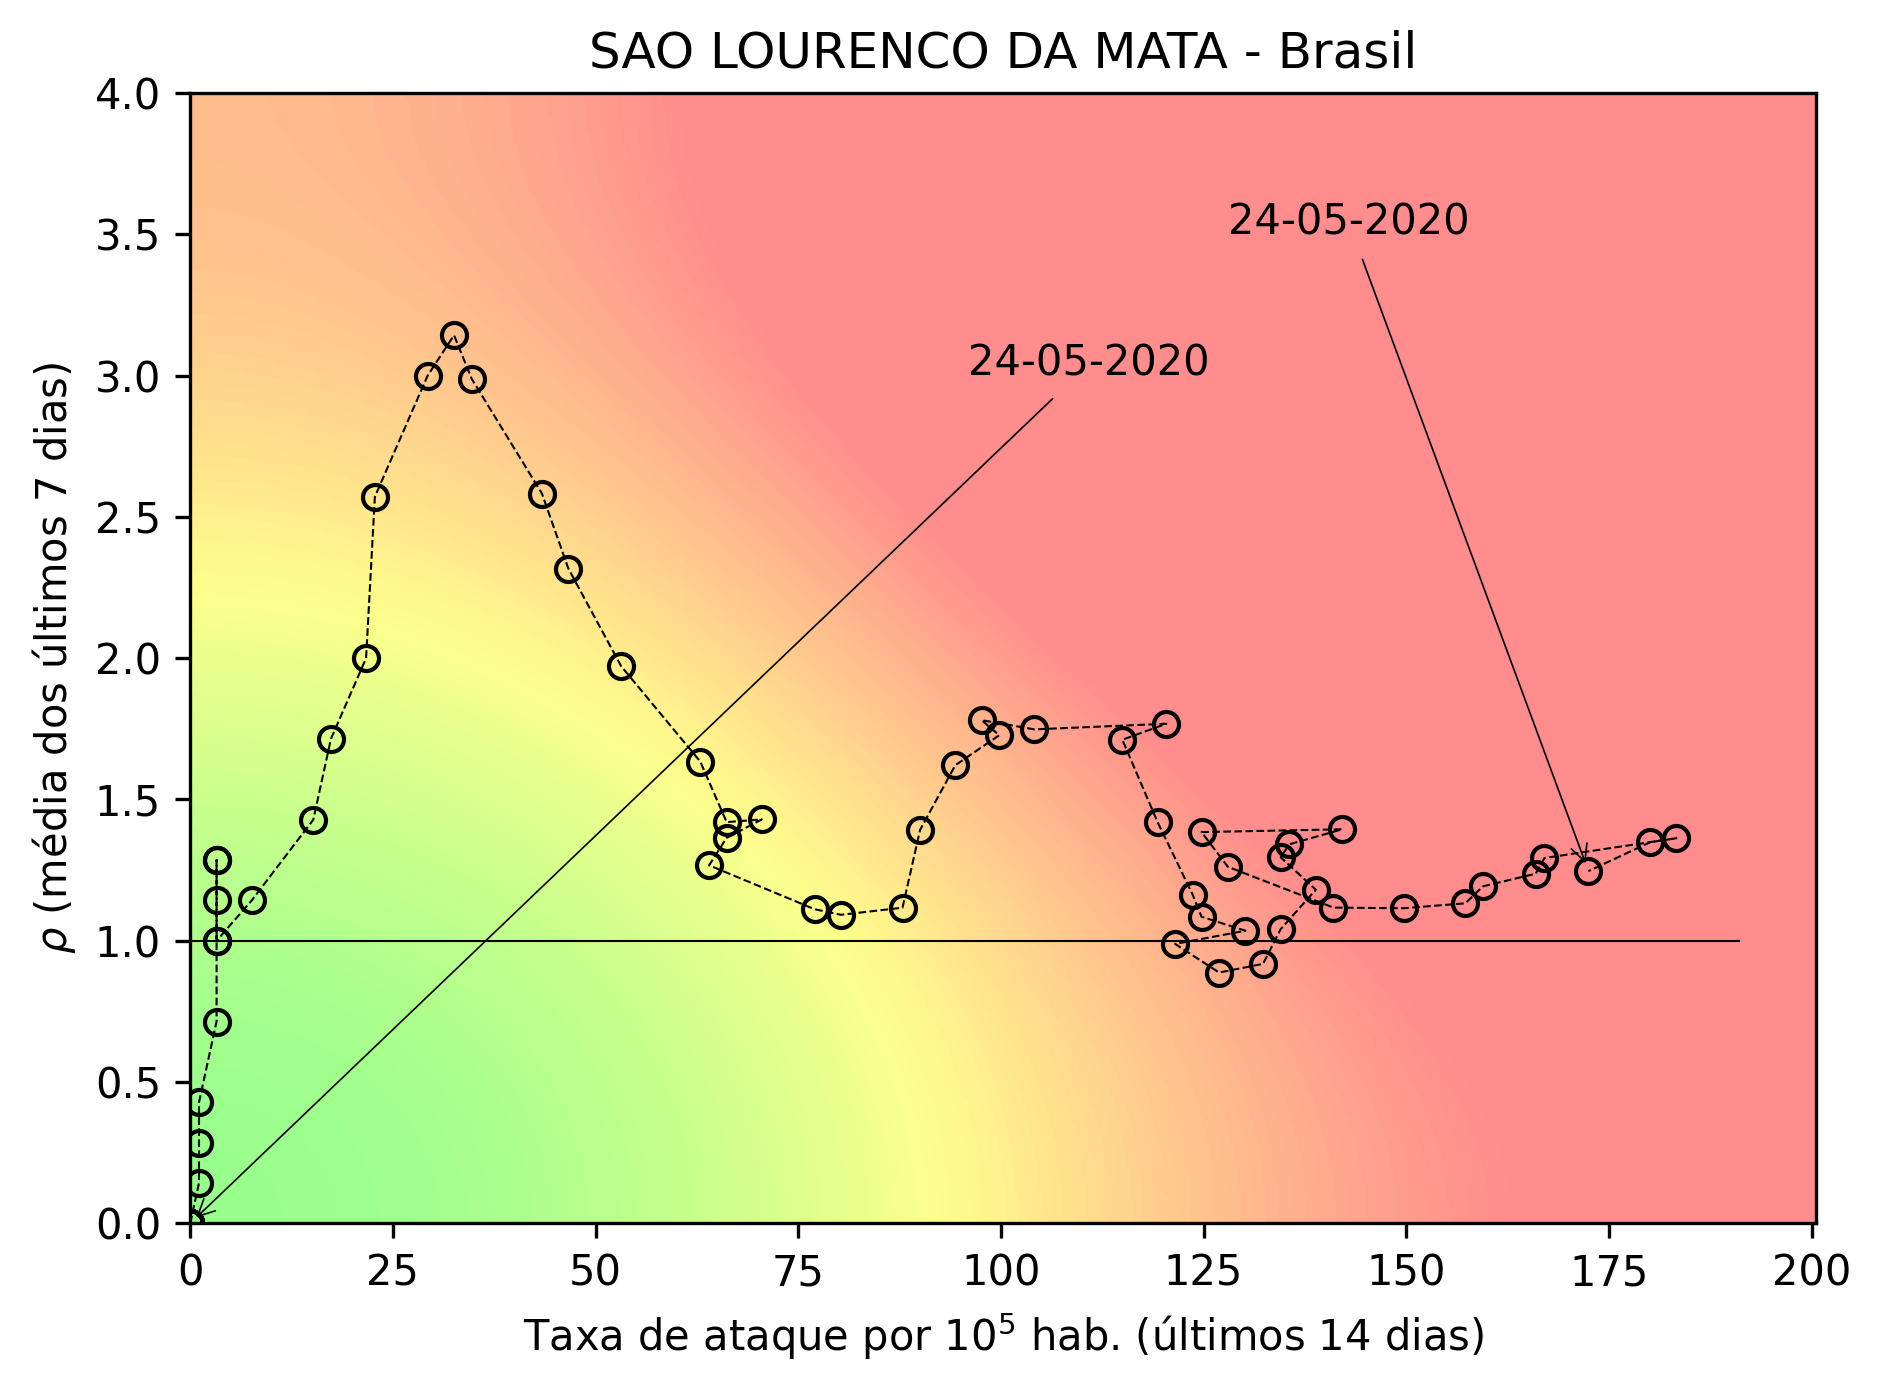 SAO LOURENCO DA MATA - Brasil
4.0
3.5
3.0
2.5
2.0
1.5
1.0
0.5
0.0
ρ (média dos últimos 7 dias)
24-05-2020
24-05-2020
0 25 50 75 100 125 150 175 200
Taxa de ataque por 10⁵ hab. (últimos 14 dias)